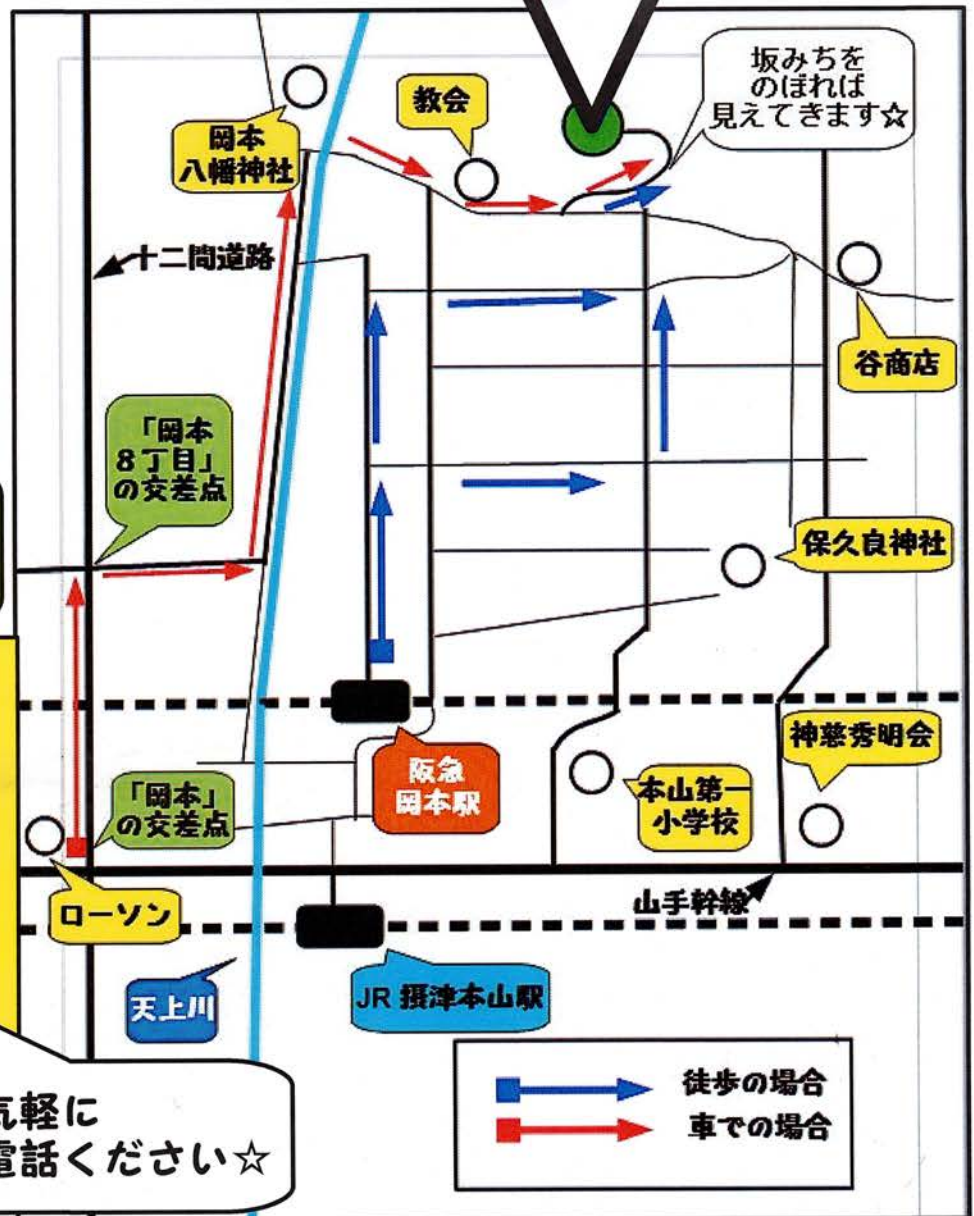 坂みちを
のぼれば
見えてきます☆
教会
岡本
八幡神社
十二間道路
谷商店
「岡本
8丁目」
の交差点
保久良神社
神慈秀明会
阪急
岡本駅
本山第一
小学校
「岡本」
の交差点
ローソン
山手幹線
天上川
JR 摂津本山駅
徒歩の場合
車での場合
気軽に
電話ください☆